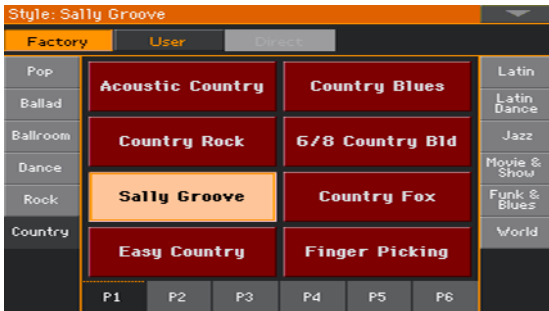 Style: Sally Groove
Factory
User
Direct
Pop
Ballad
Ballroom
Dance
Rock
Country
Acoustic Country
Country Blues
Country Rock
6/8 Country Bld
Sally Groove
Country Fox
Easy Country
Finger Picking
Latin
Latin
Dance
Jazz
Movie &
Show
Funk &
Blues
World
P1
P2
P3
P4
P5
P6